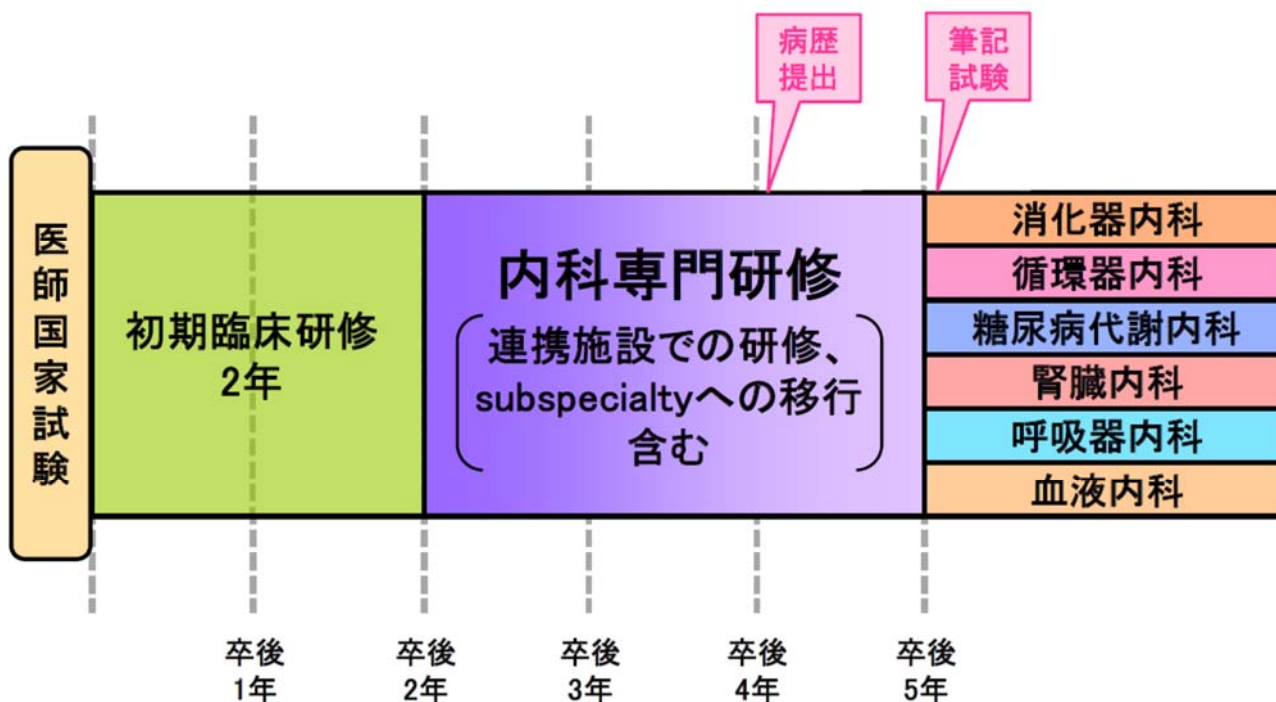 病歴
提出
筆記
試験
医師国家試験
初期臨床研修
2年
内科専門研修
連携施設での研修、
subspecialtyへの移行
含む
消化器内科
循環器内科
糖尿病代謝内科
腎臓内科
呼吸器内科
血液内科
卒後
1年
卒後
2年
卒後
3年
卒後
4年
卒後
5年